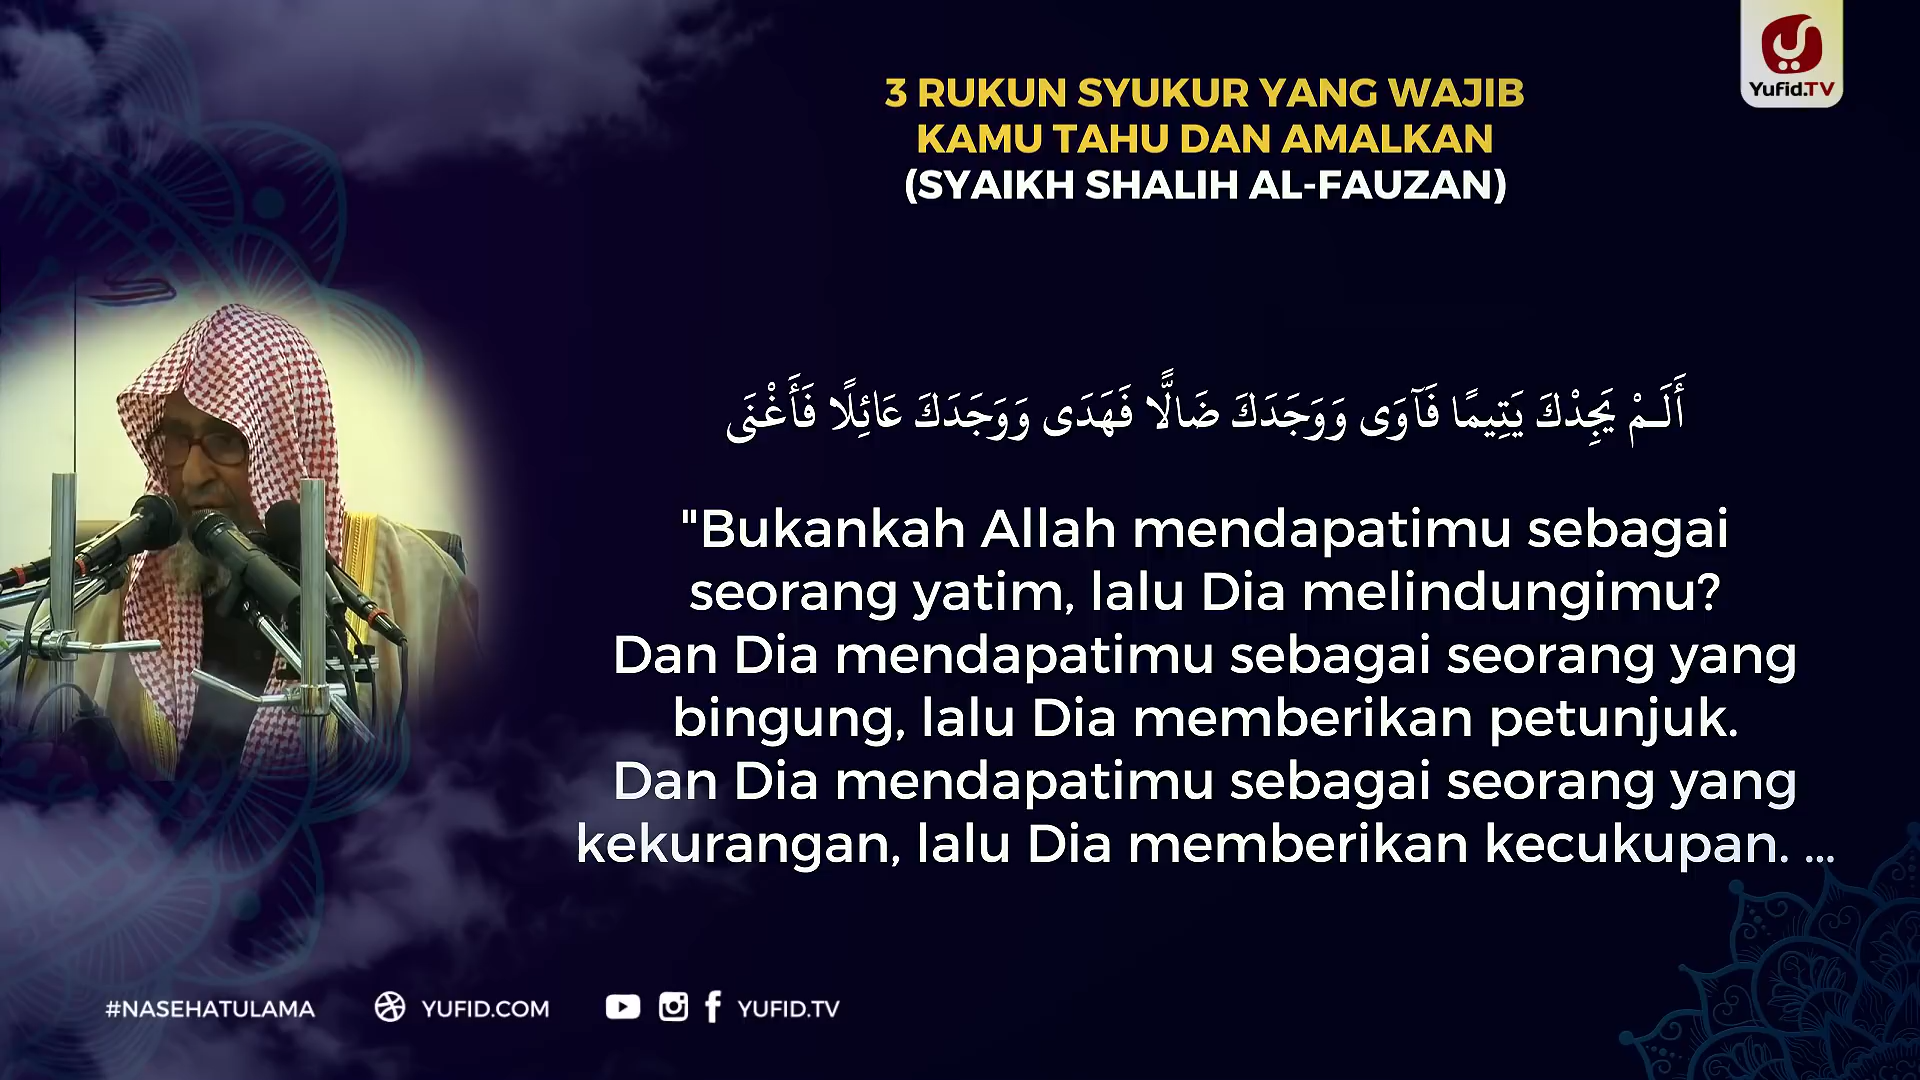 3 RUKUN SYUKUR YANG WAJIB
KAMU TAHU DAN AMALKAN
(SYAIKH SHALIH AL-FAUZAN)
Yufid.TV
أَلَـمْ يَجِدْكَ يَتِيمًا فَآوَى وَوَجَدَكَ ضَالًّا فَهَدَى وَوَجَدَكَ عَائِلًا فَأَغْنَى
"Bukankah Allah mendapatimu sebagai
seorang yatim, lalu Dia melindungimu?
Dan Dia mendapatimu sebagai seorang yang
bingung, lalu Dia memberikan petunjuk.
Dan Dia mendapatimu sebagai seorang yang
kekurangan, lalu Dia memberikan kecukupan. ...
#NASEHATULAMA YUFID.COM YUFID.TV